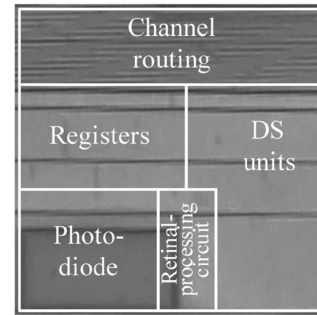 Channel
routing
Registers
DS
units
Photo-
diode
Retinal-
processing
circuit